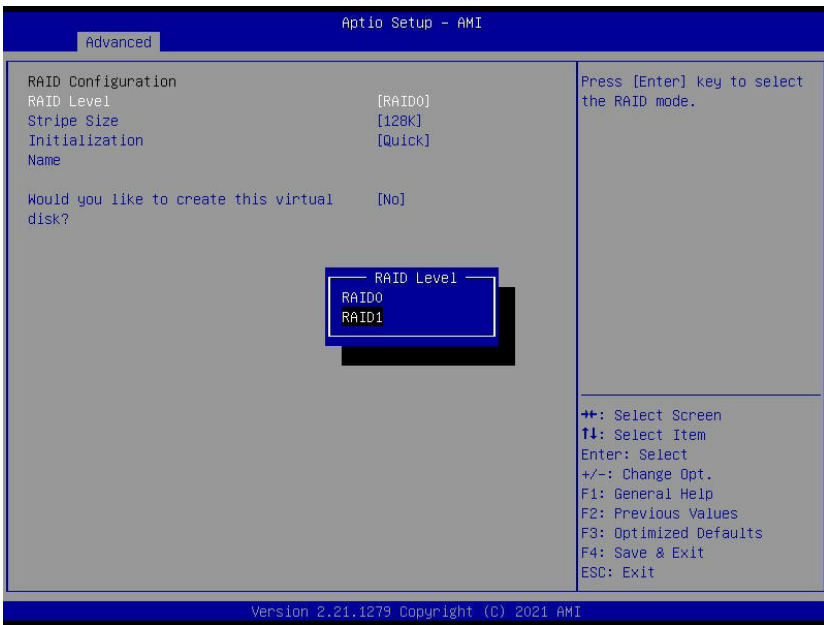 Aptio Setup - AMI
Advanced
RAID Configuration
RAID Level [RAID0]
Stripe Size [128K]
Initialization [Quick]
Name
Would you like to create this virtual [No]
disk?
RAID Level
RAID0
RAID1
Press [Enter] key to select
the RAID mode.
→←: Select Screen
↑↓: Select Item
Enter: Select
+/-: Change Opt.
F1: General Help
F2: Previous Values
F3: Optimized Defaults
F4: Save & Exit
ESC: Exit
Version 2.21.1279 Copyright (C) 2021 AMI